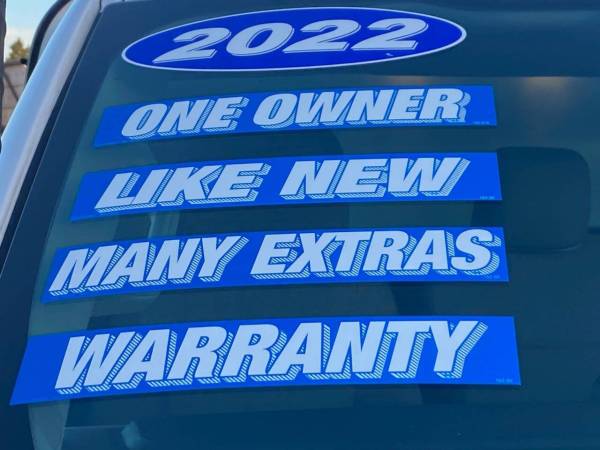 2022
ONE OWNER
LIKE NEW
MANY EXTRAS
WARRANTY